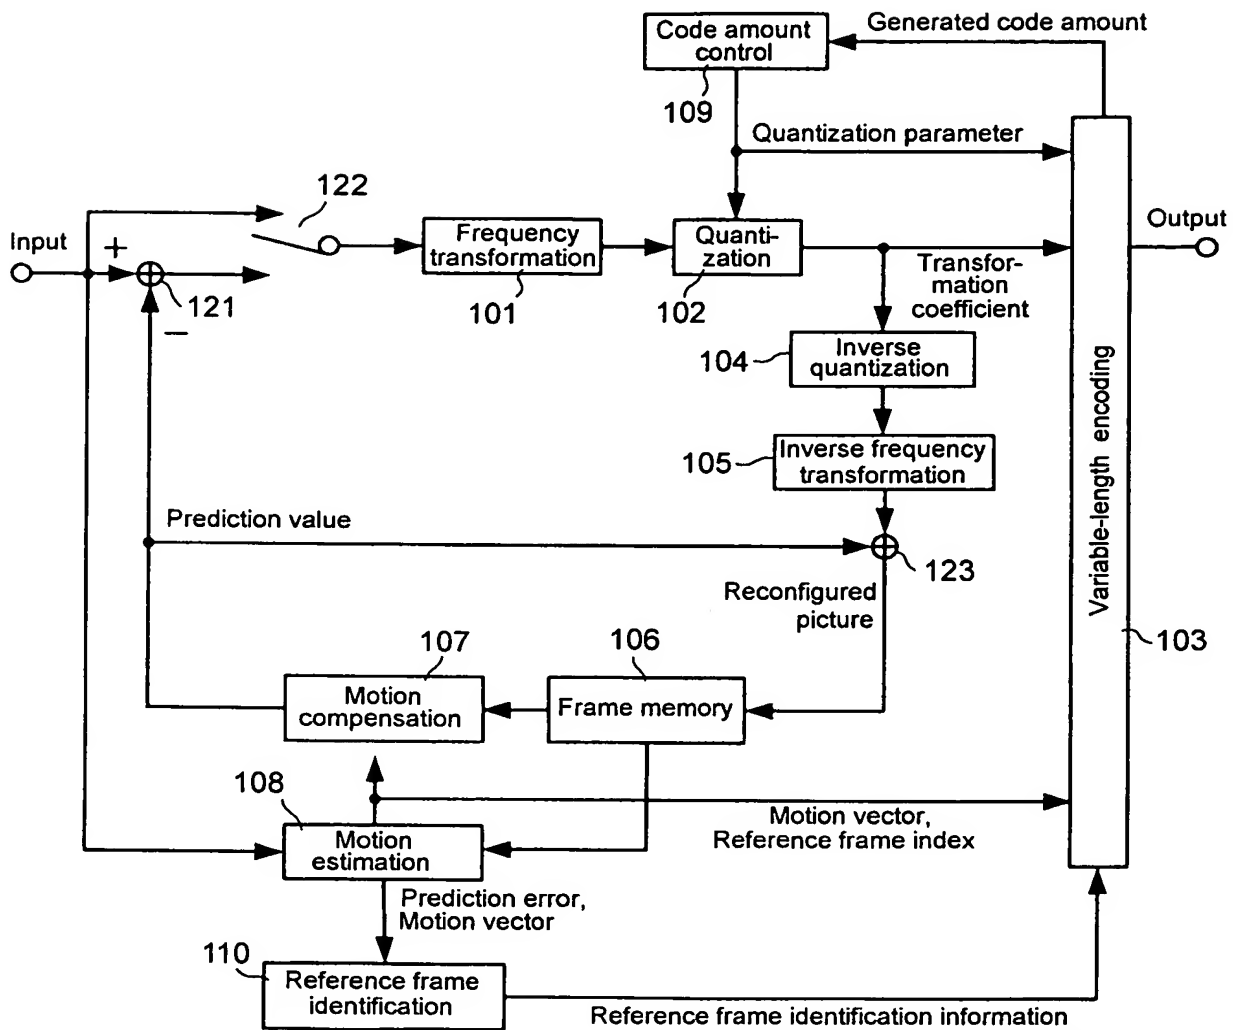 Generated code amount
Code amount
control
109
Quantization parameter
122
Input
+
121
−
Frequency
transformation
101
Quanti-
zation
102
Output
Transfor-
mation
coefficient
104
Inverse
quantization
105
Inverse frequency
transformation
Variable-length encoding
103
Prediction value
123
Reconfigured
picture
107
Motion
compensation
106
Frame memory
108
Motion
estimation
Motion vector,
Reference frame index
Prediction error,
Motion vector
110
Reference frame
identification
Reference frame identification information